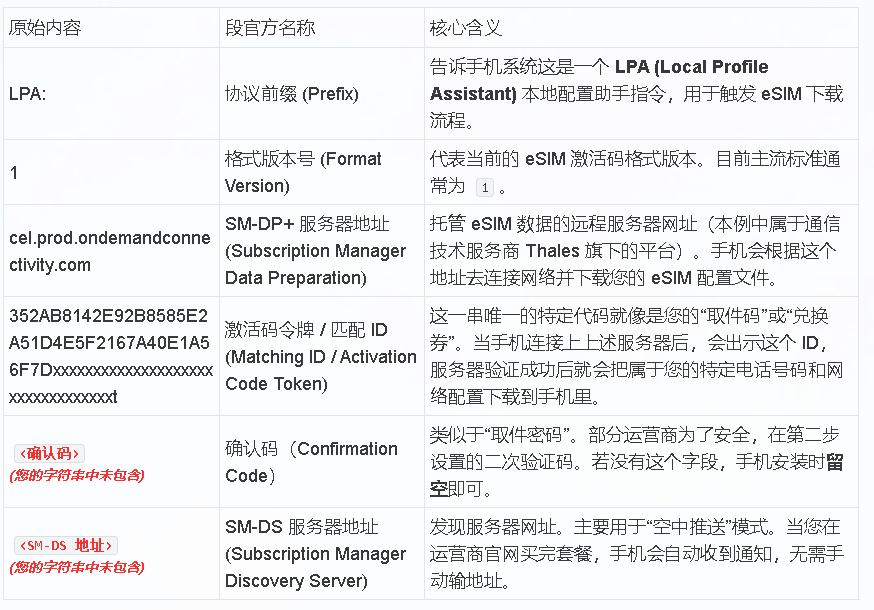 原始内容
段官方名称
核心含义
LPA:
协议前缀 (Prefix)
告诉手机系统这是一个 LPA (Local Profile
Assistant) 本地配置助手指令，用于触发 eSIM 下载
流程。
1
格式版本号 (Format
Version)
代表当前的 eSIM 激活码格式版本。目前主流标准通
常为 1 。
cel.prod.ondemandconne
ctivity.com
SM-DP+ 服务器地址
(Subscription Manager
Data Preparation)
托管 eSIM 数据的远程服务器网址（本例中属于通信
技术服务商 Thales 旗下的平台）。手机会根据这个
地址去连接网络并下载您的 eSIM 配置文件。
352AB8142E92B8585E2
A51D4E5F2167A40E1A5
6F7Dxxxxxxxxxxxxxxxxxxxxx
xxxxxxxxxxxxxxxt
激活码令牌 / 匹配 ID
(Matching ID / Activation
Code Token)
这一串唯一的特定代码就像是您的“取件码”或“兑换
券”。当手机连接上上述服务器后，会出示这个 ID，
服务器验证成功后就会把属于您的特定电话号码和网
络配置下载到手机里。
<确认码>
(您的字符串中未包含)
确认码（Confirmation
Code）
类似于“取件密码”。部分运营商为了安全，在第二步
设置的二次验证码。若没有这个字段，手机安装时留
空即可。
<SM-DS 地址>
(您的字符串中未包含)
SM-DS 服务器地址
(Subscription Manager
Discovery Server)
发现服务器网址。主要用于“空中推送”模式。当您在
运营商官网买完套餐，手机会自动收到通知，无需手
动输地址。